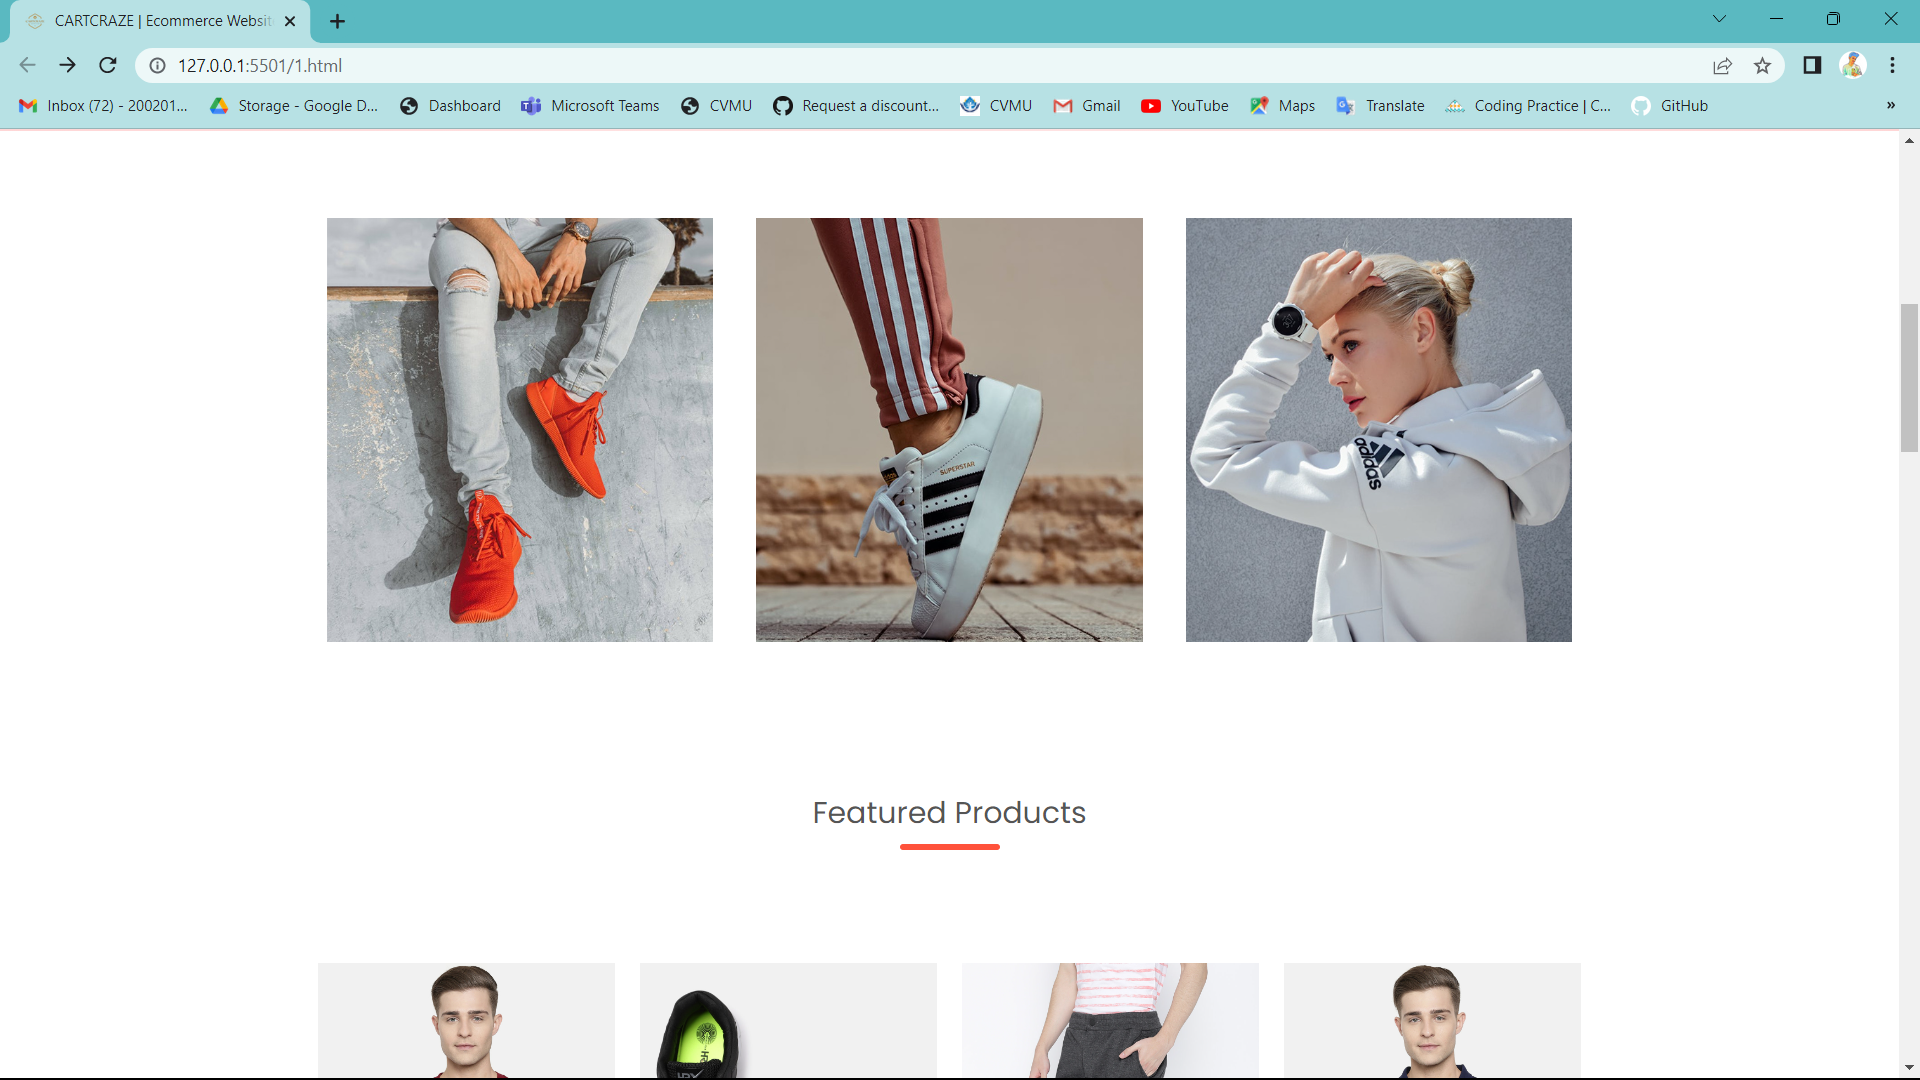 CARTCRAZE | Ecommerce Websit
127.0.0.1:5501/1.html
Inbox (72) - 200201... Storage - Google D... Dashboard Microsoft Teams CVMU Request a discount... CVMU Gmail YouTube Maps Translate Coding Practice | C... GitHub »
SUPERSTAR
adidas
Featured Products